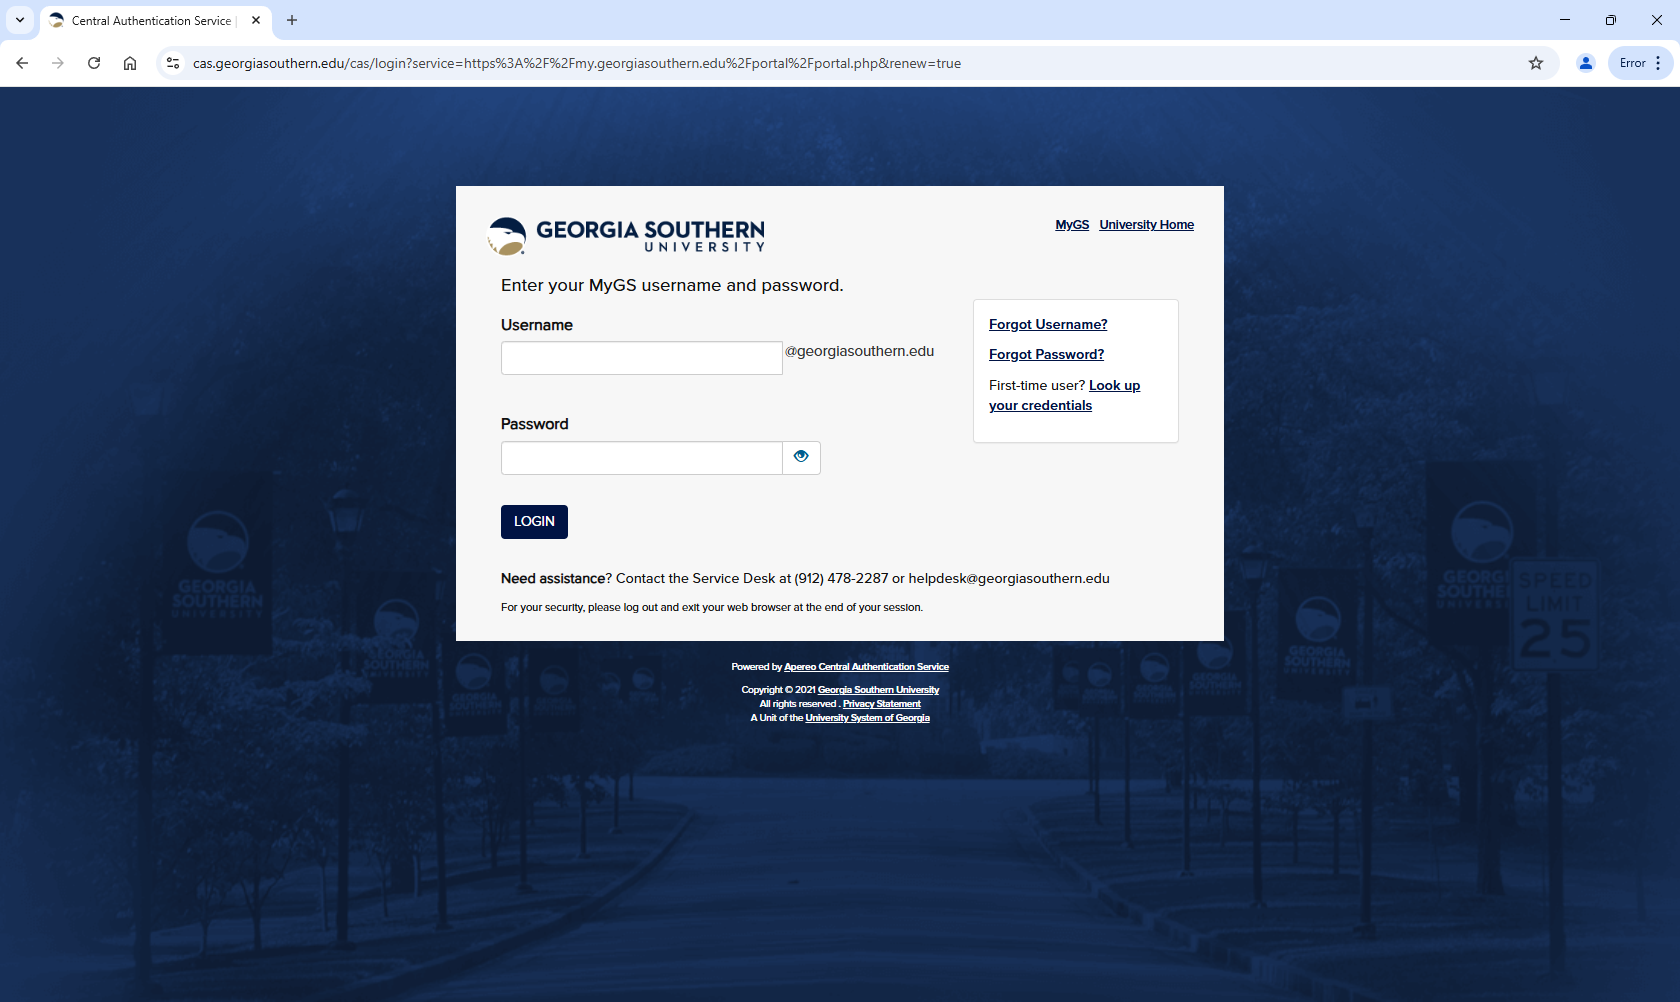 Central Authentication Service |
cas.georgiasouthern.edu/cas/login?service=https%3A%2F%2Fmy.georgiasouthern.edu%2Fportal%2Fportal.php&renew=true
Error
GEORGIA SOUTHERN
UNIVERSITY
MyGS University Home
Enter your MyGS username and password.
Username
@georgiasouthern.edu
Password
LOGIN
Forgot Username?
Forgot Password?
First-time user? Look up
your credentials
Need assistance? Contact the Service Desk at (912) 478-2287 or helpdesk@georgiasouthern.edu
For your security, please log out and exit your web browser at the end of your session.
Powered by Apereo Central Authentication Service
Copyright © 2021 Georgia Southern University
All rights reserved . Privacy Statement
A Unit of the University System of Georgia
GEORGIA
SOUTHERN
UNIVERSITY
GEORGIA
SOUTHERN
GEORGIA
SOUTHERN
SPEED
LIMIT
25